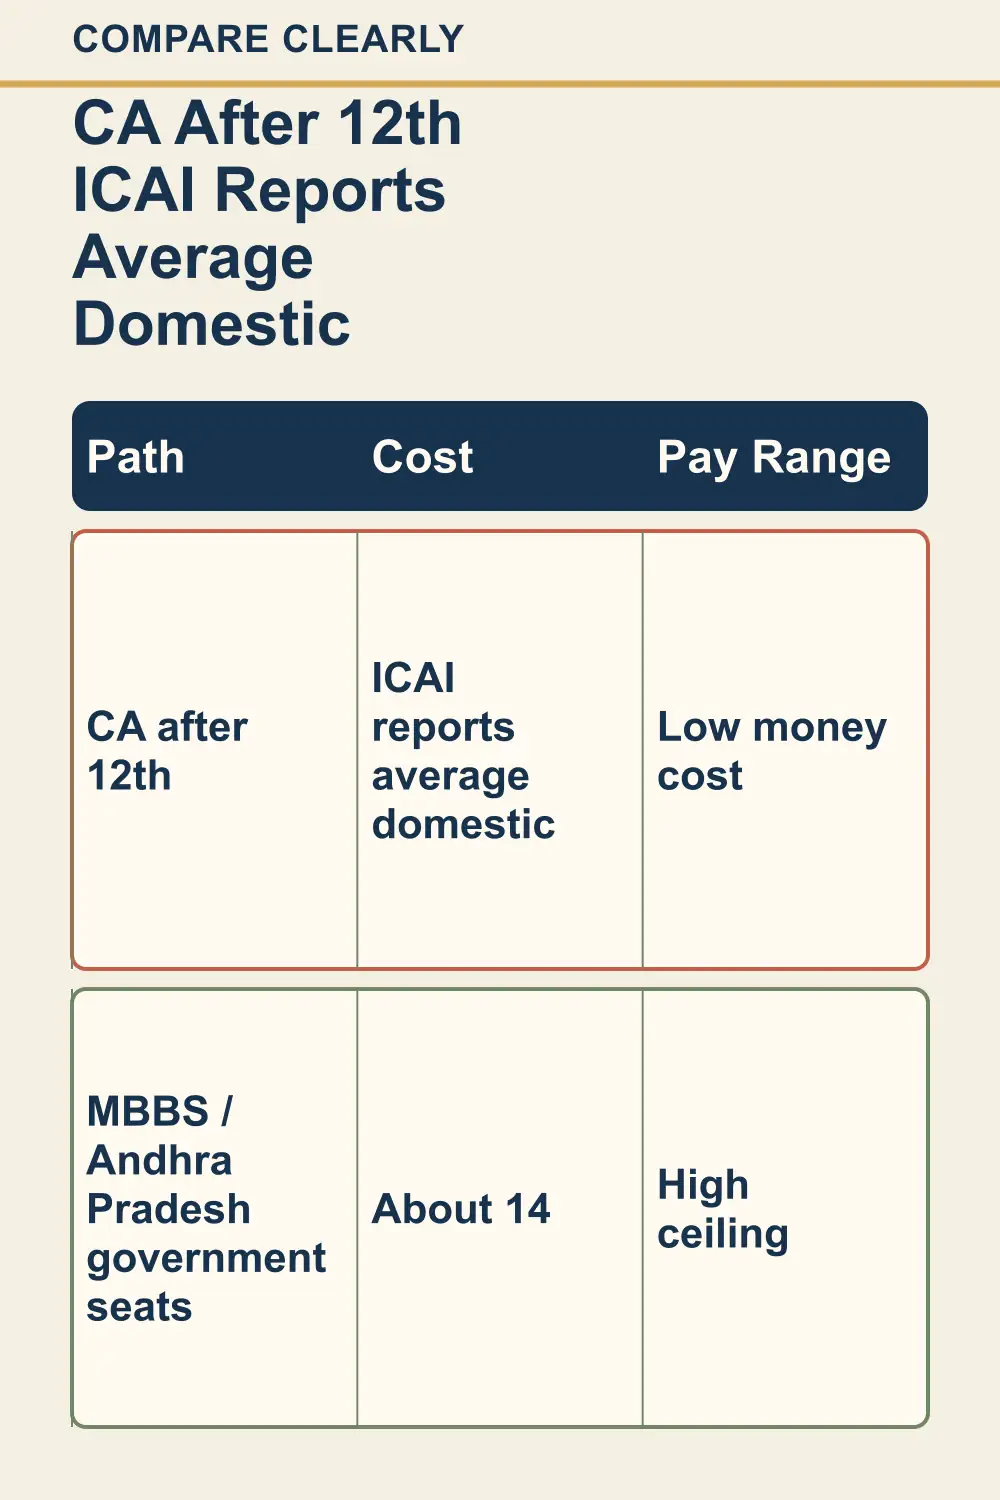 COMPARE CLEARLY
CA After 12th
ICAI Reports
Average
Domestic
Path
Cost
Pay Range
CA after
12th
ICAI
reports
average
domestic
Low money
cost
MBBS /
Andhra
Pradesh
government
seats
About 14
High
ceiling